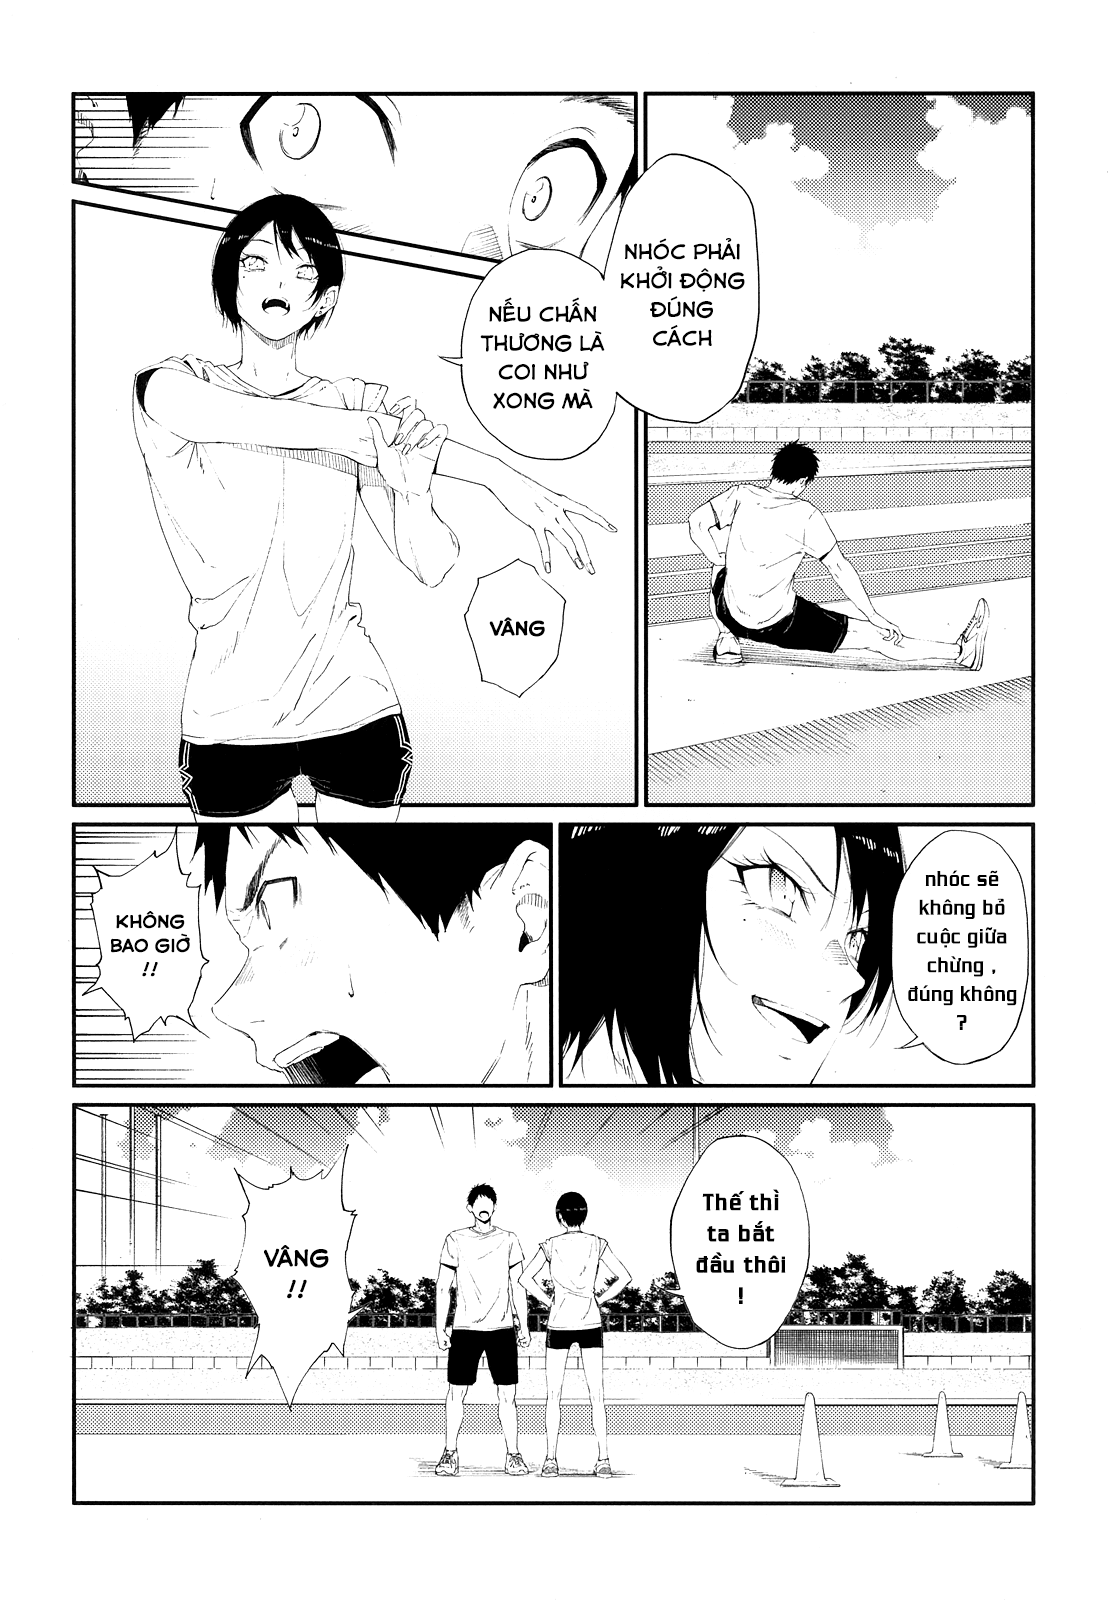 NHÓC PHẢI
KHỞI ĐỘNG
ĐÚNG
CÁCH
NẾU CHẤN
THƯƠNG LÀ
COI NHƯ
XONG MÀ
VÂNG
nhóc sẽ
không bỏ
cuộc giữa
chừng ,
đúng không
?
KHÔNG
BAO GIỜ
!!
Thế thì
ta bắt
đầu thôi
!
VÂNG
!!